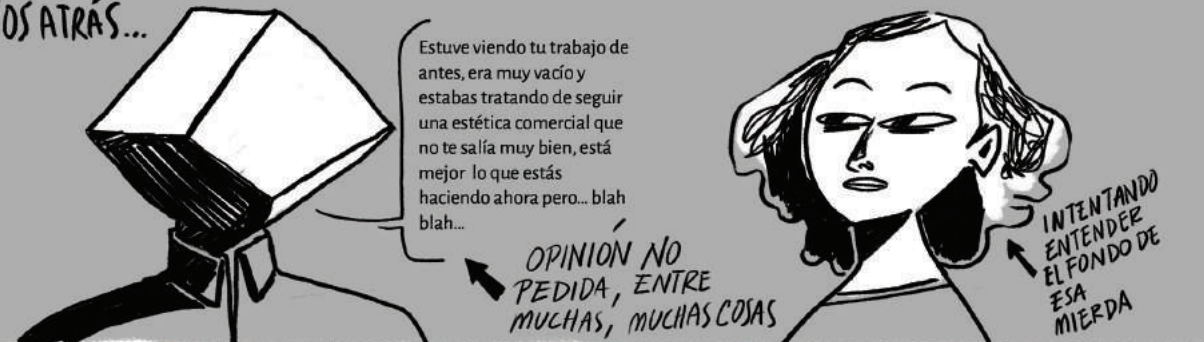 ATRÁS...
Estuve viendo tu trabajo de
antes, era muy vacío y
estabas tratando de seguir
una estética comercial que
no te salía muy bien, está
mejor lo que estás
haciendo ahora pero... blah
blah...
OPINIÓN NO
PEDIDA, ENTRE
MUCHAS, MUCHAS COSAS
INTENTANDO
ENTENDER
EL FONDO DE
ESA
MIERDA